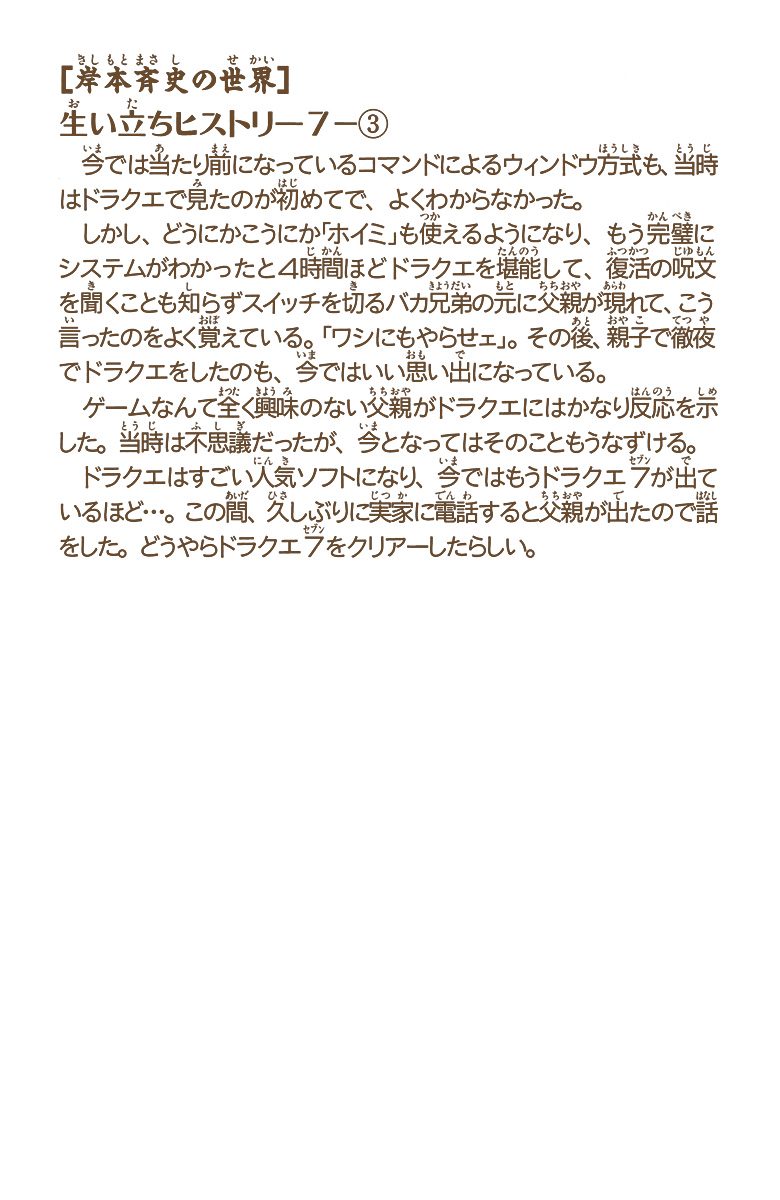 [岸本斉史の世界]
生い立ちヒストリー7－③
　今では当たり前になっているコマンドによるウィンドウ方式も、当時
はドラクエで見たのが初めてで、よくわからなかった。
　しかし、どうにかこうにか「ホイミ」も使えるようになり、もう完璧に
システムがわかったと4時間ほどドラクエを堪能して、復活の呪文
を聞くことも知らずスイッチを切るバカ兄弟の元に父親が現れて、こう
言ったのをよく覚えている。「ワシにもやらせェ」。その後、親子で徹夜
でドラクエをしたのも、今ではいい思い出になっている。
　ゲームなんて全く興味のない父親がドラクエにはかなり反応を示
した。当時は不思議だったが、今となってはそのこともうなずける。
　ドラクエはすごい人気ソフトになり、今ではもうドラクエ7が出て
いるほど…。この間、久しぶりに実家に電話すると父親が出たので話
をした。どうやらドラクエ7をクリアーしたらしい。